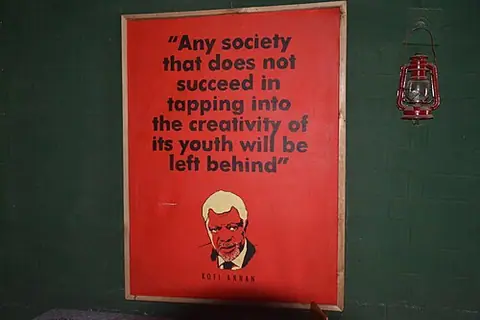 "Any society
that does not
succeed in
tapping into
the creativity of
its youth will be
left behind"
KOFI ANNAN